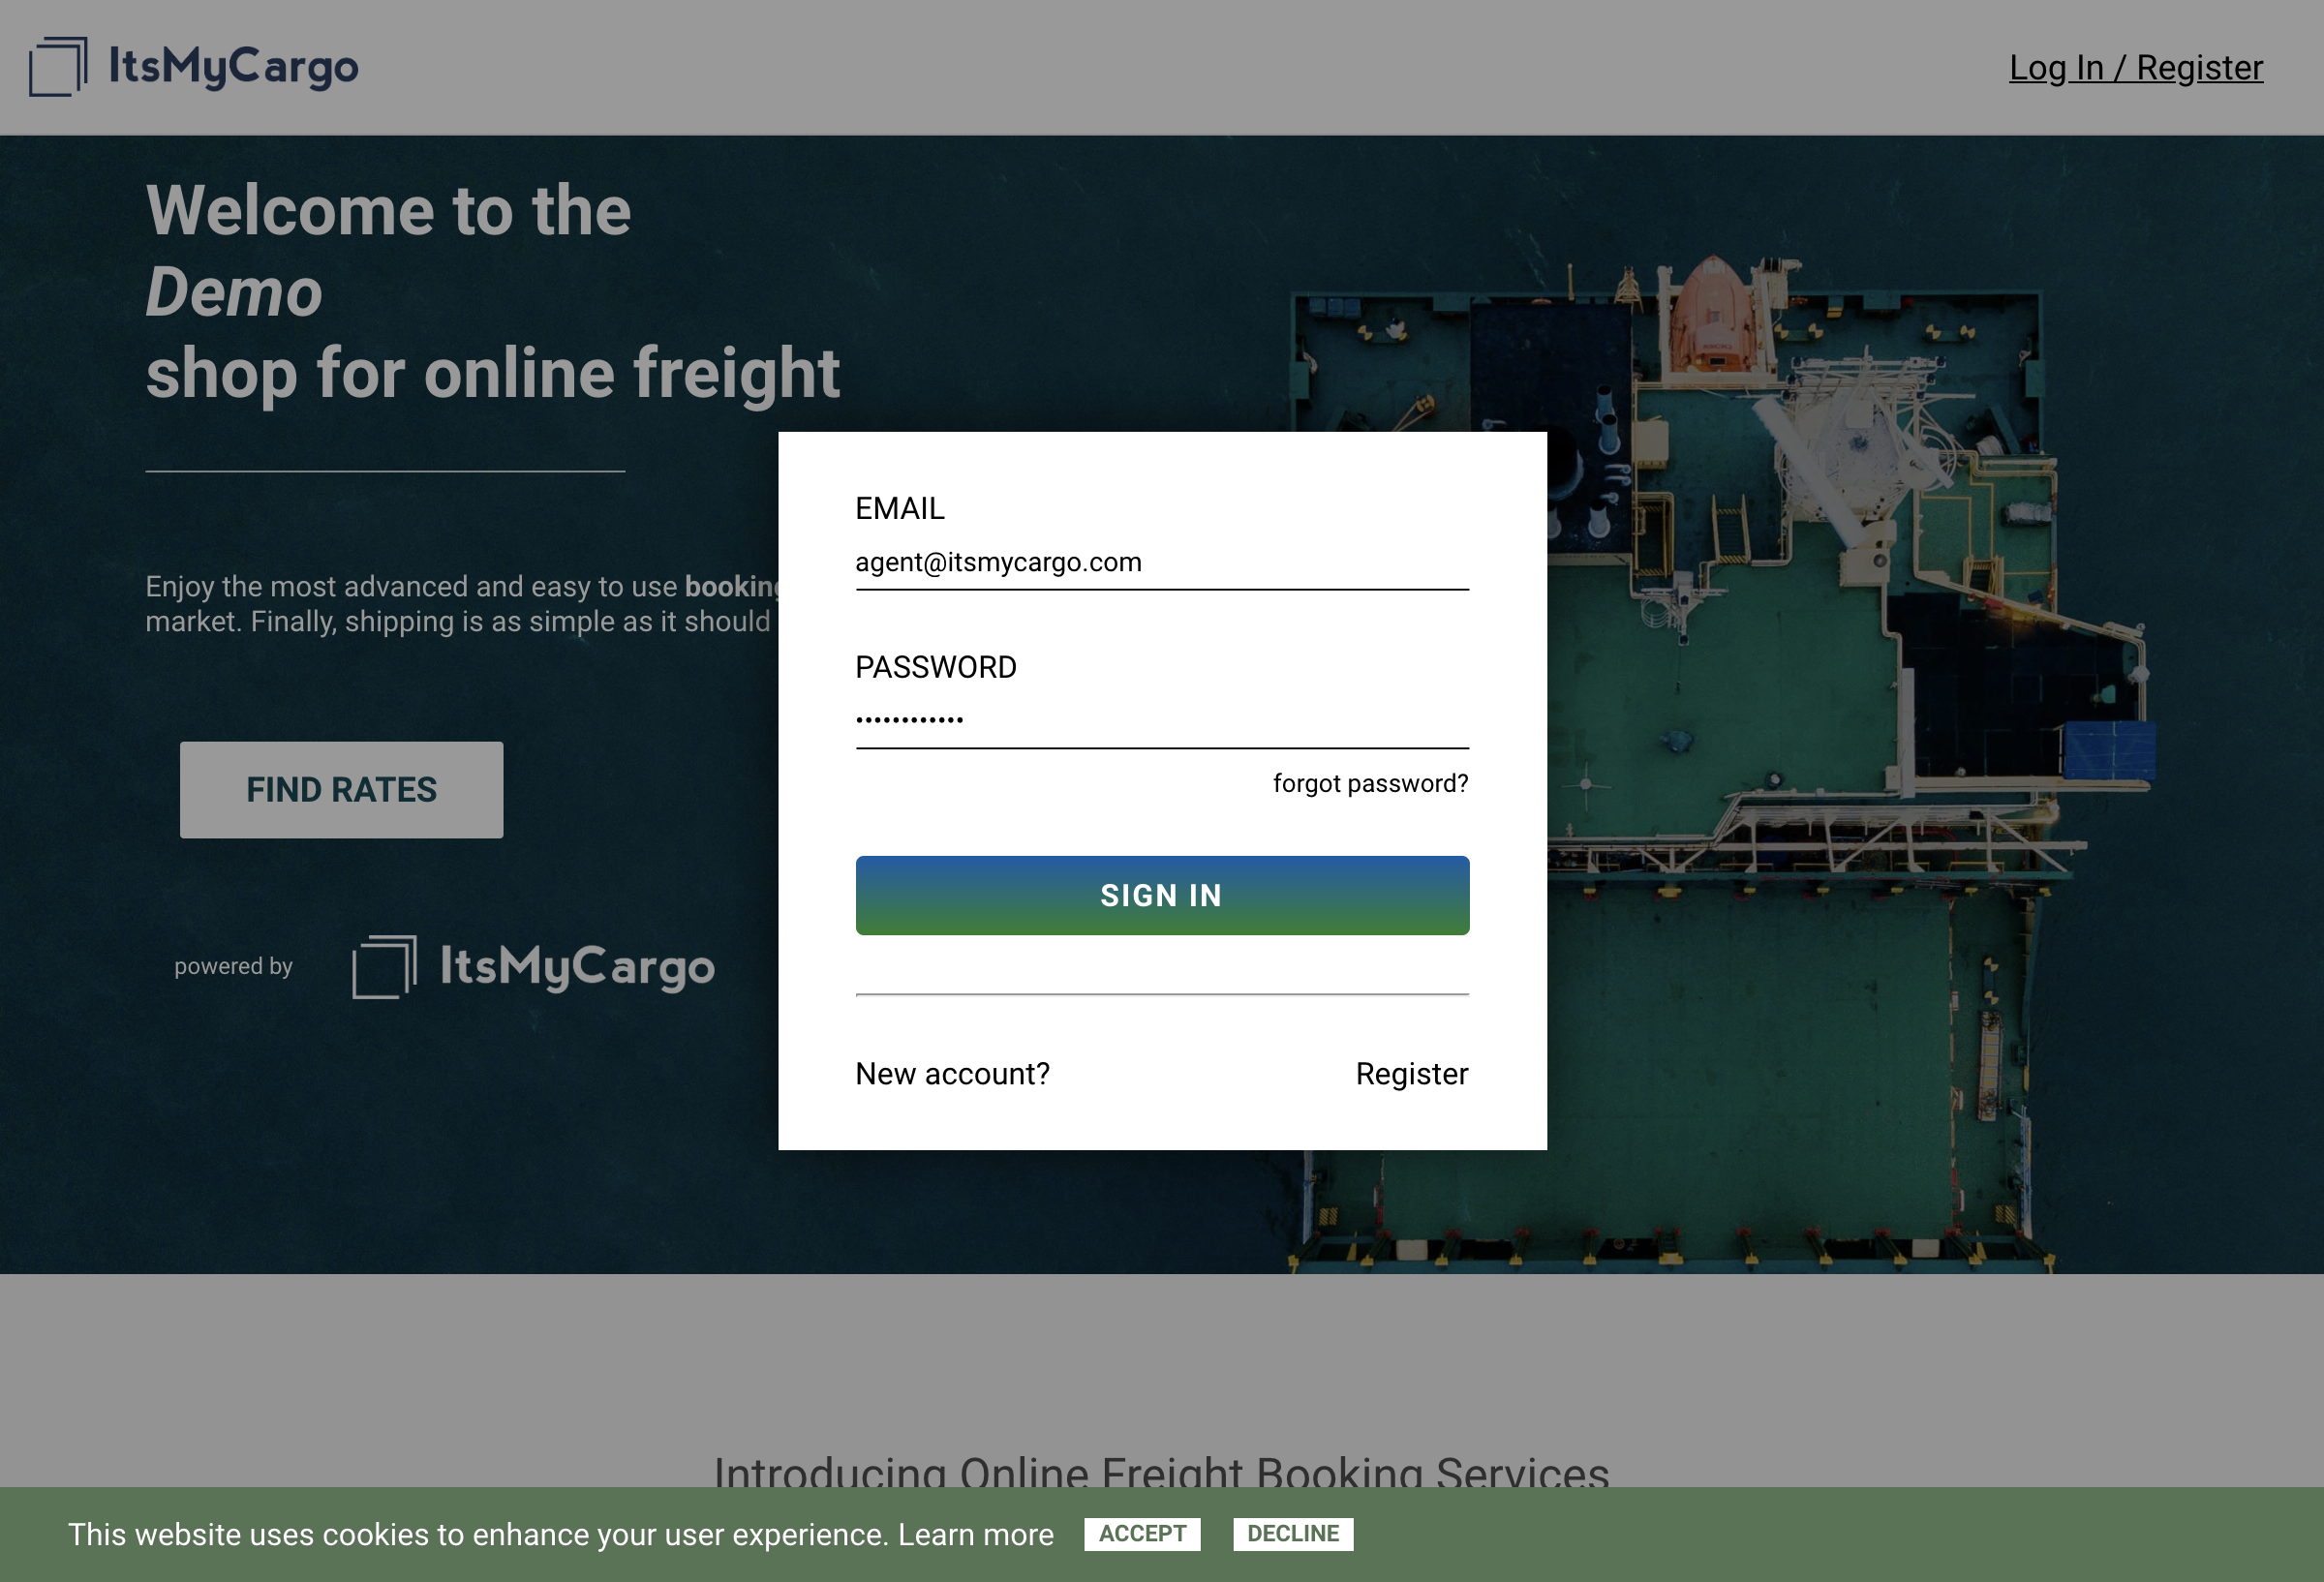 ItsMyCargo
Log In / Register
Welcome to the
Demo
shop for online freight
Enjoy the most advanced and easy to use
market. Finally, shipping is as simple as it should
FIND RATES
powered by ItsMyCargo
EMAIL
agent@itsmycargo.com
PASSWORD
••••••••••••
forgot password?
SIGN IN
New account? Register
Introducing Online Freight Booking Services
This website uses cookies to enhance your user experience. Learn more ACCEPT DECLINE